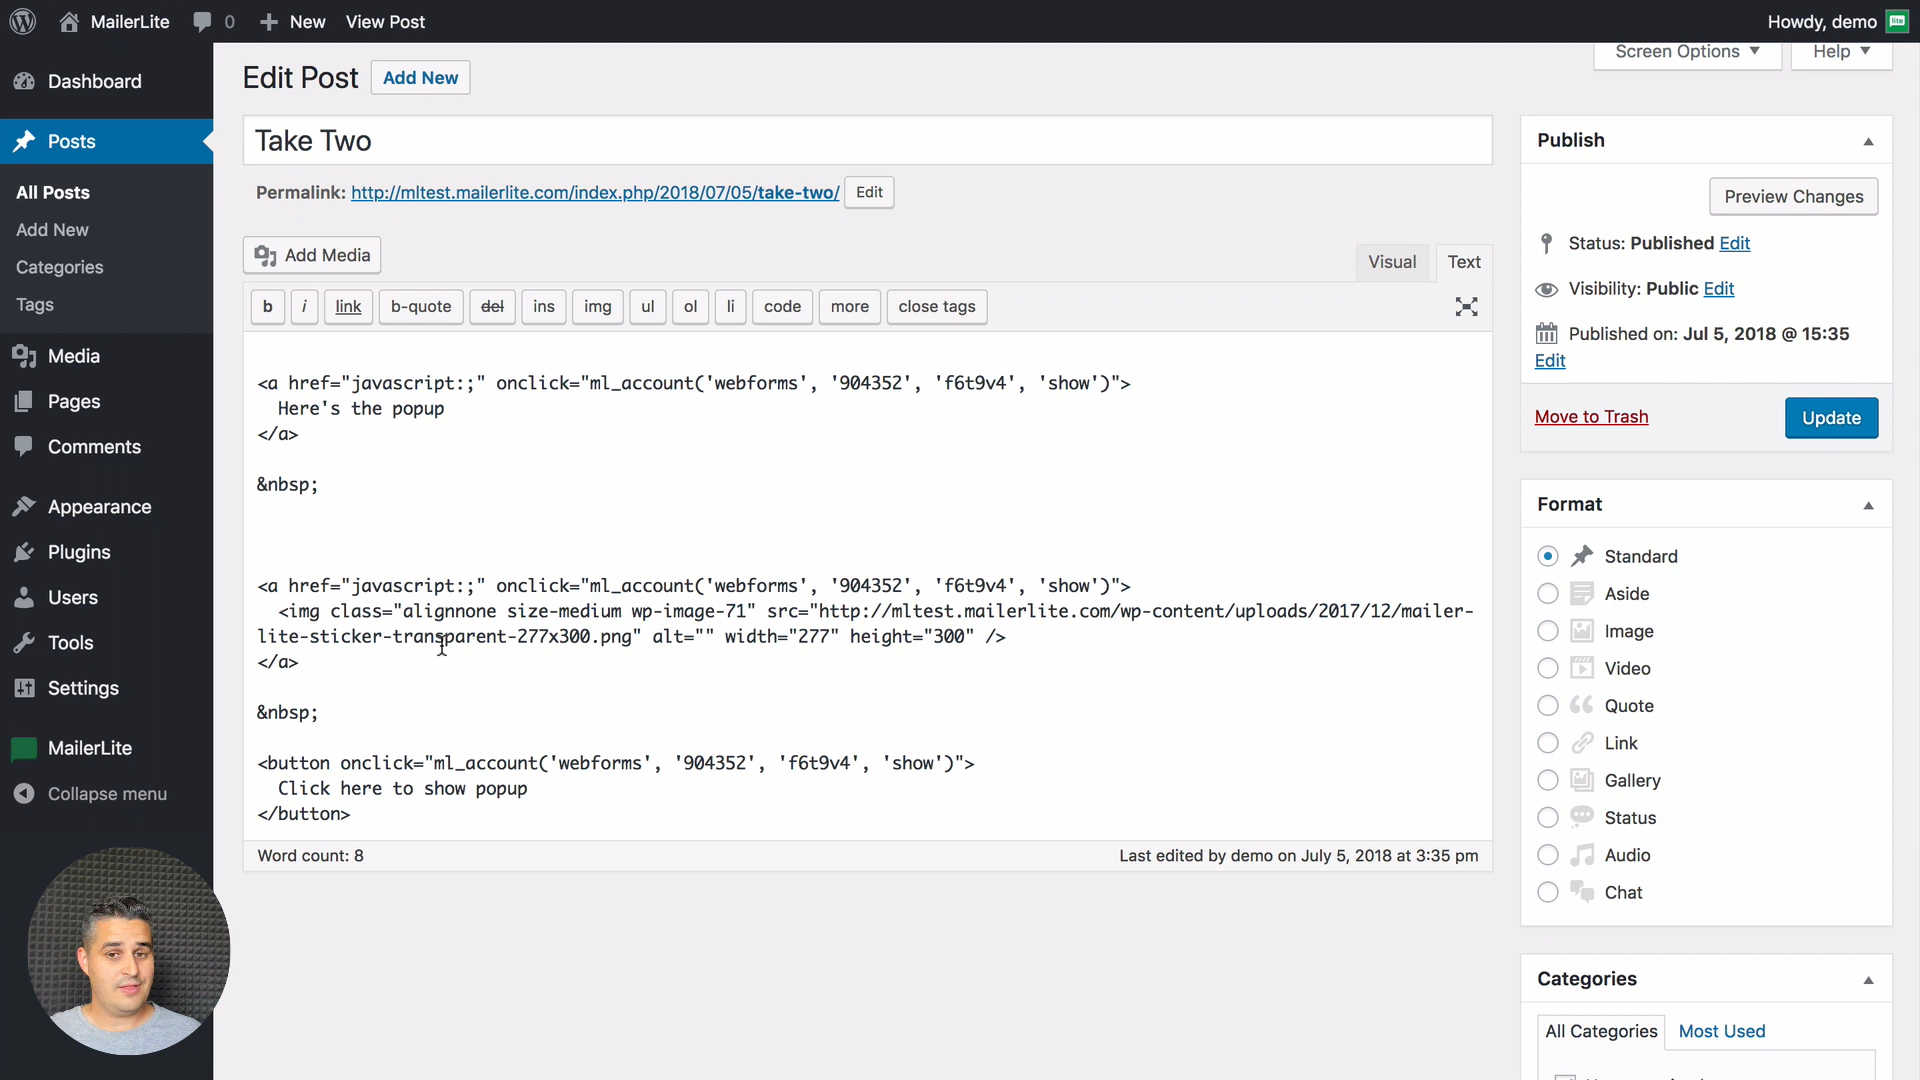 MailerLite 0 New View Post
Howdy, demo lite
Dashboard
Posts
All Posts
Add New
Categories
Tags
Media
Pages
Comments
Appearance
Plugins
Users
Tools
Settings
MailerLite
Collapse menu
Screen Options Help
Edit Post Add New
Take Two
Permalink: http://mltest.mailerlite.com/index.php/2018/07/05/take-two/ Edit
Add Media
Visual Text
b i link b-quote del ins img ul ol li code more close tags
<a href="javascript:;" onclick="ml_account('webforms', '904352', 'f6t9v4', 'show')">
Here's the popup
</a>
&nbsp;
<a href="javascript:;" onclick="ml_account('webforms', '904352', 'f6t9v4', 'show')">
<img class="alignnone size-medium wp-image-71" src="http://mltest.mailerlite.com/wp-content/uploads/2017/12/mailer-
lite-sticker-transparent-277x300.png" alt="" width="277" height="300" />
</a>
&nbsp;
<button onclick="ml_account('webforms', '904352', 'f6t9v4', 'show')">
Click here to show popup
</button>
Word count: 8
Last edited by demo on July 5, 2018 at 3:35 pm
Publish
Preview Changes
Status: Published Edit
Visibility: Public Edit
Published on: Jul 5, 2018 @ 15:35
Edit
Move to Trash
Update
Format
Standard
Aside
Image
Video
Quote
Link
Gallery
Status
Audio
Chat
Categories
All Categories Most Used